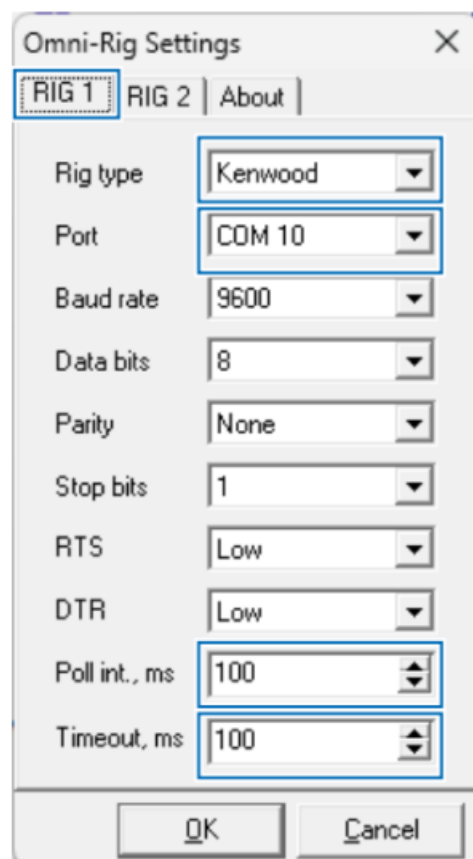 Omni-Rig Settings
RIG 1 RIG 2 About
Rig type Kenwood
Port COM 10
Baud rate 9600
Data bits 8
Parity None
Stop bits 1
RTS Low
DTR Low
Poll int., ms 100
Timeout, ms 100
OK Cancel